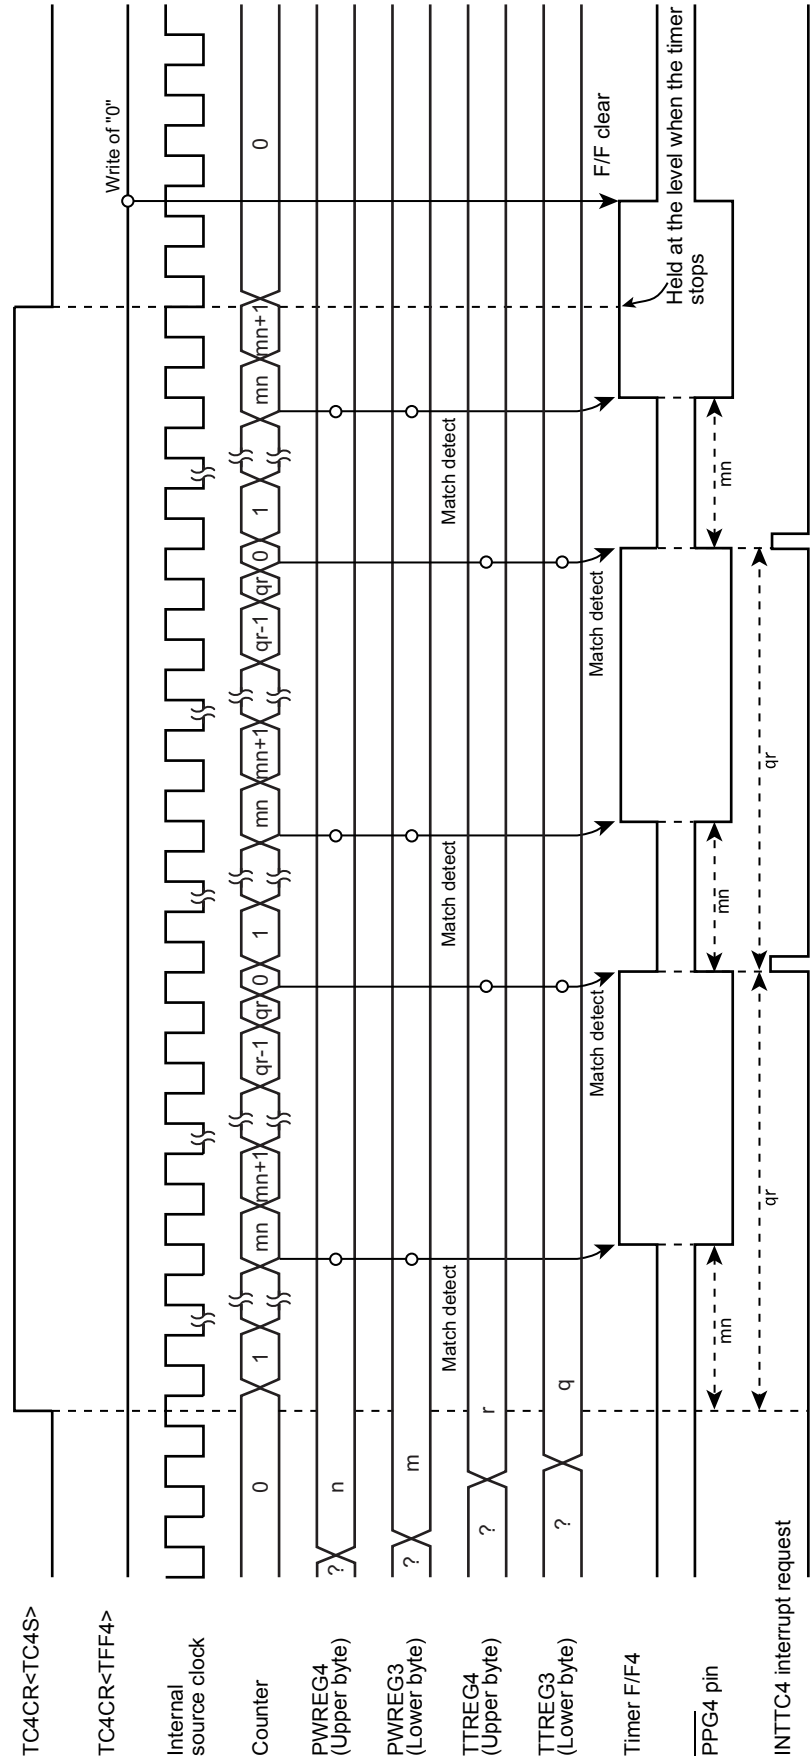 TC4CR<TC4S>
TC4CR<TFF4>
Write of "0"
Internal
source clock
Counter
0 1 mn mn+1 qr-1 qr 0 1 mn mn+1 qr-1 qr 0 1 mn mn+1 0
PWREG4
(Upper byte)
? n
PWREG3
(Lower byte)
? m
Match detect
Match detect
Match detect
TTREG4
(Upper byte)
? r
TTREG3
(Lower byte)
? q
Match detect
Match detect
F/F clear
Timer F/F4
Held at the level when the timer
stops
PPG4 pin
mn
mn
mn
qr
qr
INTTC4 interrupt request